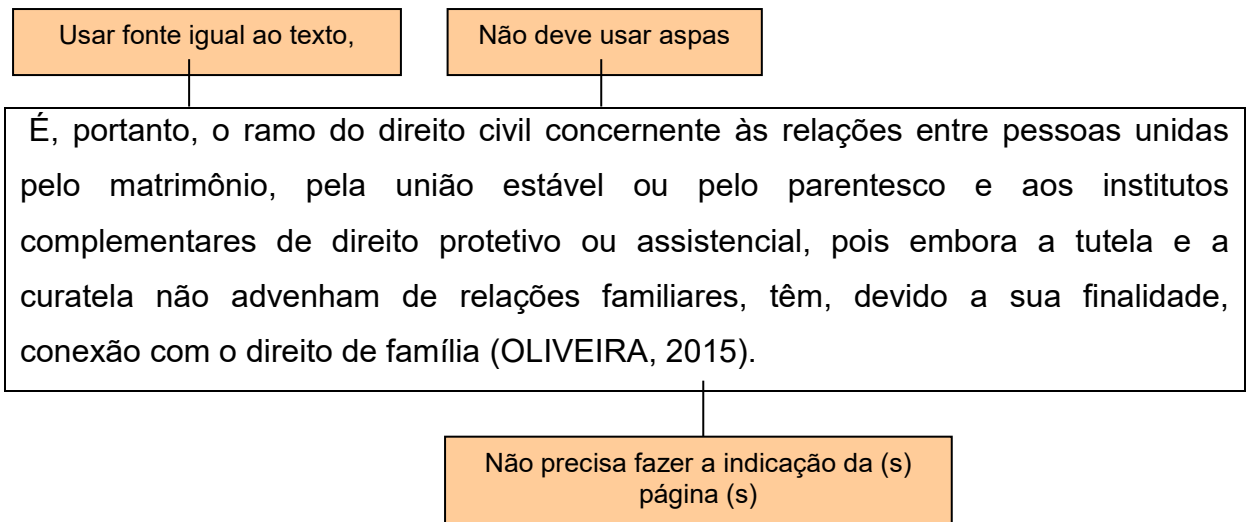 Usar fonte igual ao texto,
Não deve usar aspas
É, portanto, o ramo do direito civil concernente às relações entre pessoas unidas
pelo matrimônio, pela união estável ou pelo parentesco e aos institutos
complementares de direito protetivo ou assistencial, pois embora a tutela e a
curatela não advenham de relações familiares, têm, devido a sua finalidade,
conexão com o direito de família (OLIVEIRA, 2015).
Não precisa fazer a indicação da (s)
página (s)